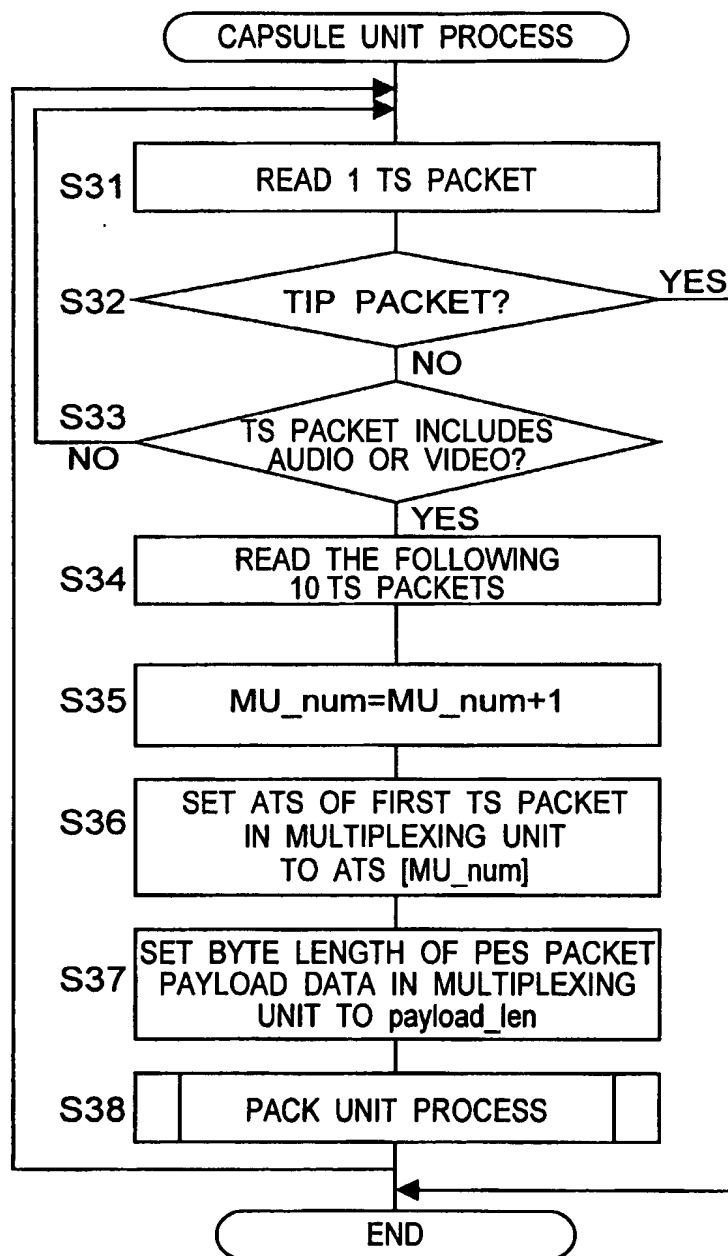 CAPSULE UNIT PROCESS
S31
READ 1 TS PACKET
S32
TIP PACKET?
YES
NO
S33
TS PACKET INCLUDES
AUDIO OR VIDEO?
NO
YES
S34
READ THE FOLLOWING
10 TS PACKETS
S35
MU_num=MU_num+1
S36
SET ATS OF FIRST TS PACKET
IN MULTIPLEXING UNIT
TO ATS [MU_num]
S37
SET BYTE LENGTH OF PES PACKET
PAYLOAD DATA IN MULTIPLEXING
UNIT TO payload_len
S38
PACK UNIT PROCESS
END